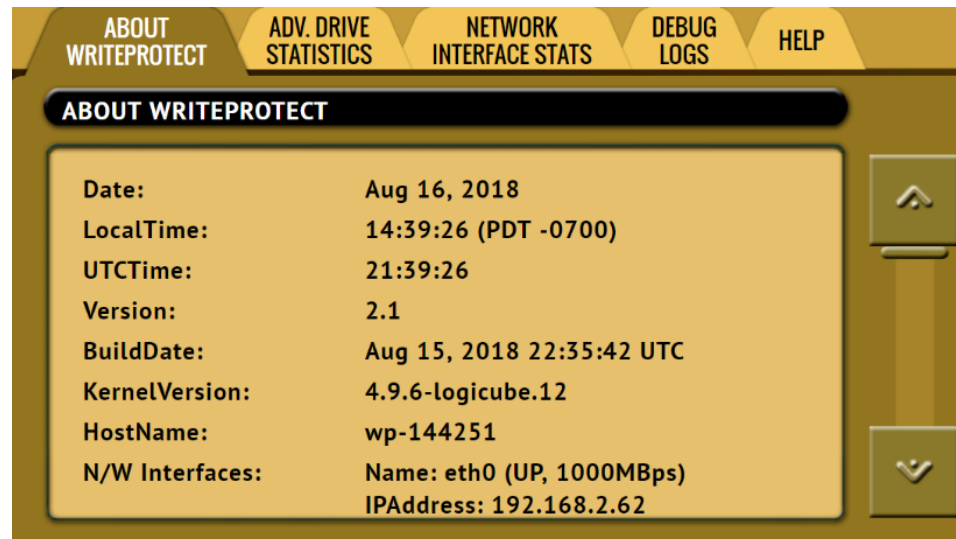 ABOUT
WRITEPROTECT
ADV. DRIVE
STATISTICS
NETWORK
INTERFACE STATS
DEBUG
LOGS
HELP
ABOUT WRITEPROTECT
Date: Aug 16, 2018
LocalTime: 14:39:26 (PDT -0700)
UTCTime: 21:39:26
Version: 2.1
BuildDate: Aug 15, 2018 22:35:42 UTC
KernelVersion: 4.9.6-logicube.12
HostName: wp-144251
N/W Interfaces: Name: eth0 (UP, 1000MBps)
IPAddress: 192.168.2.62